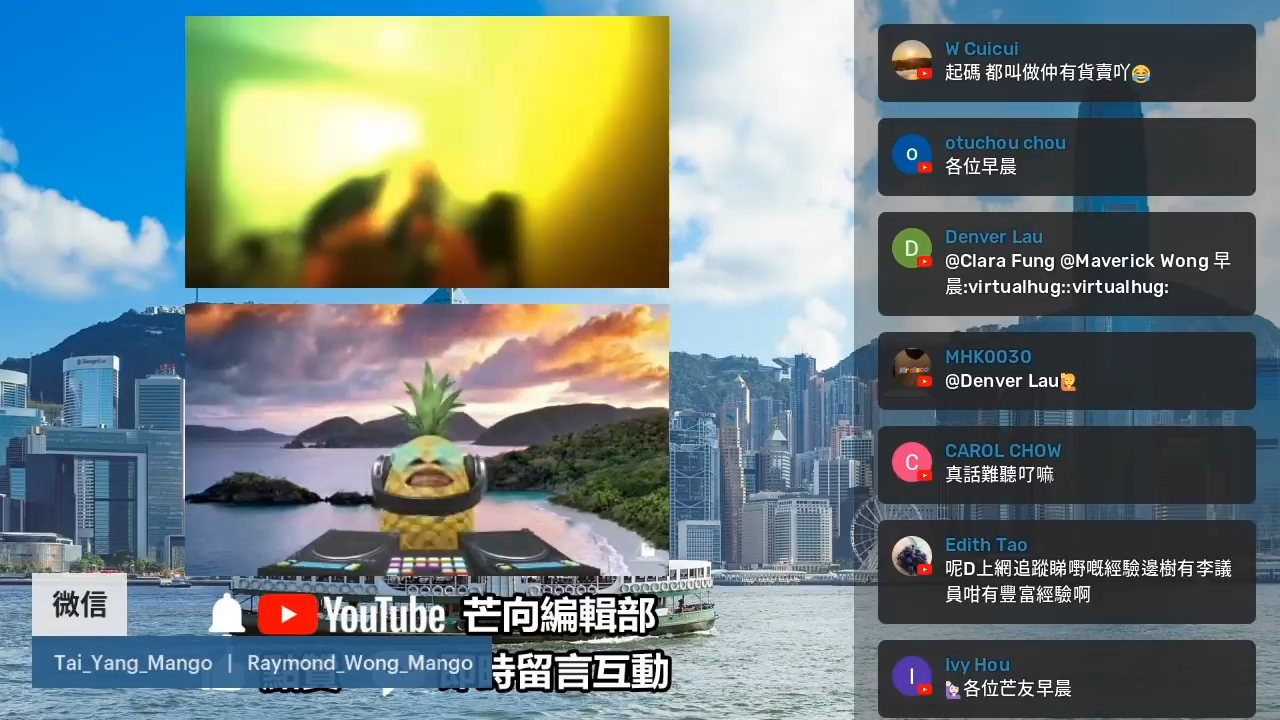 W Cuicui
起碼 都叫做仲有貨賣吖😂
otuchou chou
各位早晨
Denver Lau
@Clara Fung @Maverick Wong 早
晨:virtualhug::virtualhug:
MHK0030
@Denver Lau🙋
CAROL CHOW
真話難聽叮嘛
Edith Tao
呢D上網追蹤睇嘢嘅經驗邊樹有李議
員咁有豐富經驗啊
Ivy Hou
🙋🏻各位芒友早晨
微信
YouTube 芒向編輯部
Tai_Yang_Mango | Raymond_Wong_Mango
即時留言互動